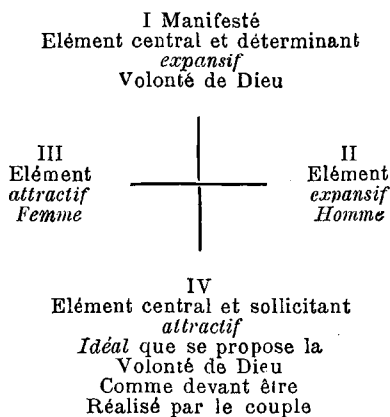 I Manifesté
Elément central et déterminant
expansif
Volonté de Dieu
III
Elément
attractif
Femme
II
Elément
expansif
Homme
IV
Elément central et sollicitant
attractif
Idéal que se propose la
Volonté de Dieu
Comme devant être
Réalisé par le couple